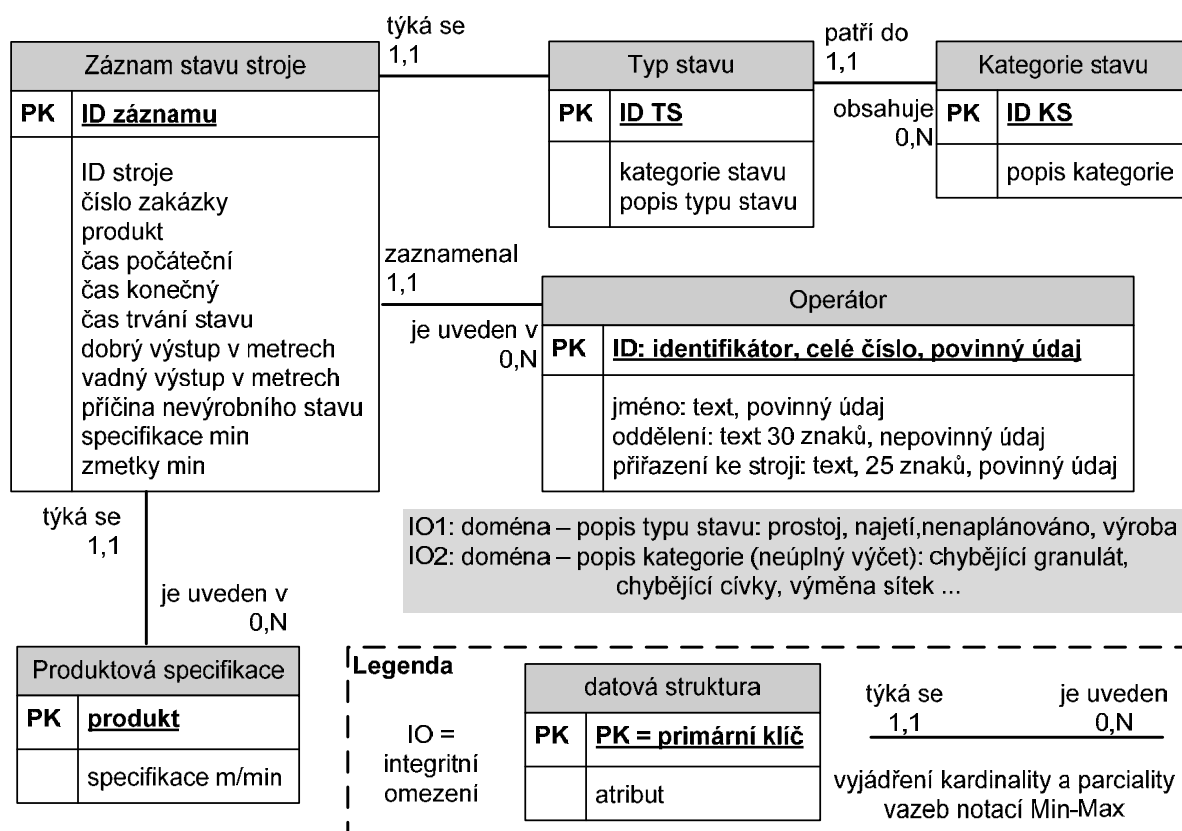 týká se
1,1
Záznam stavu stroje
PK ID záznamu
ID stroje
číslo zakázky
produkt
čas počáteční
čas konečný
čas trvání stavu
dobrý výstup v metrech
vadný výstup v metrech
příčina nevýrobního stavu
specifikace min
zmetky min
Typ stavu
PK ID TS
kategorie stavu
popis typu stavu
patří do
1,1
obsahuje
0,N
Kategorie stavu
PK ID KS
popis kategorie
zaznamenal
1,1
je uveden v
0,N
Operátor
PK ID: identifikátor, celé číslo, povinný údaj
jméno: text, povinný údaj
oddělení: text 30 znaků, nepovinný údaj
přiřazení ke stroji: text, 25 znaků, povinný údaj
IO1: doména – popis typu stavu: prostoj, najetí,nenaplánováno, výroba
IO2: doména – popis kategorie (neúplný výčet): chybějící granulát,
chybějící cívky, výměna sítek ...
týká se
1,1
je uveden v
0,N
Produktová specifikace
PK produkt
specifikace m/min
Legenda
IO =
integritní
omezení
datová struktura
PK PK = primární klíč
atribut
týká se
1,1
je uveden
0,N
vyjádření kardinality a parciality
vazeb notací Min-Max